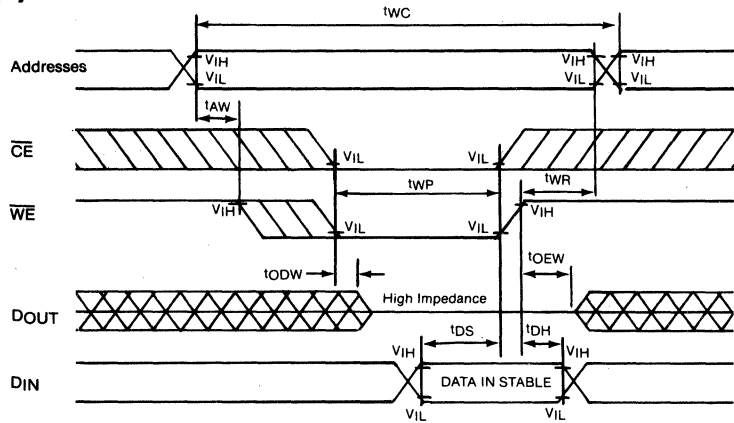 tWC
Addresses
VIH
VIL
VIH
VIL
VIH
VIL
tAW
CE
VIL
VIL
tWP
tWR
WE
VIH
VIL
VIL
VIH
tODW
tOEW
DOUT
High Impedance
tDS
tDH
DIN
VIH
VIL
DATA IN STABLE
VIH
VIL